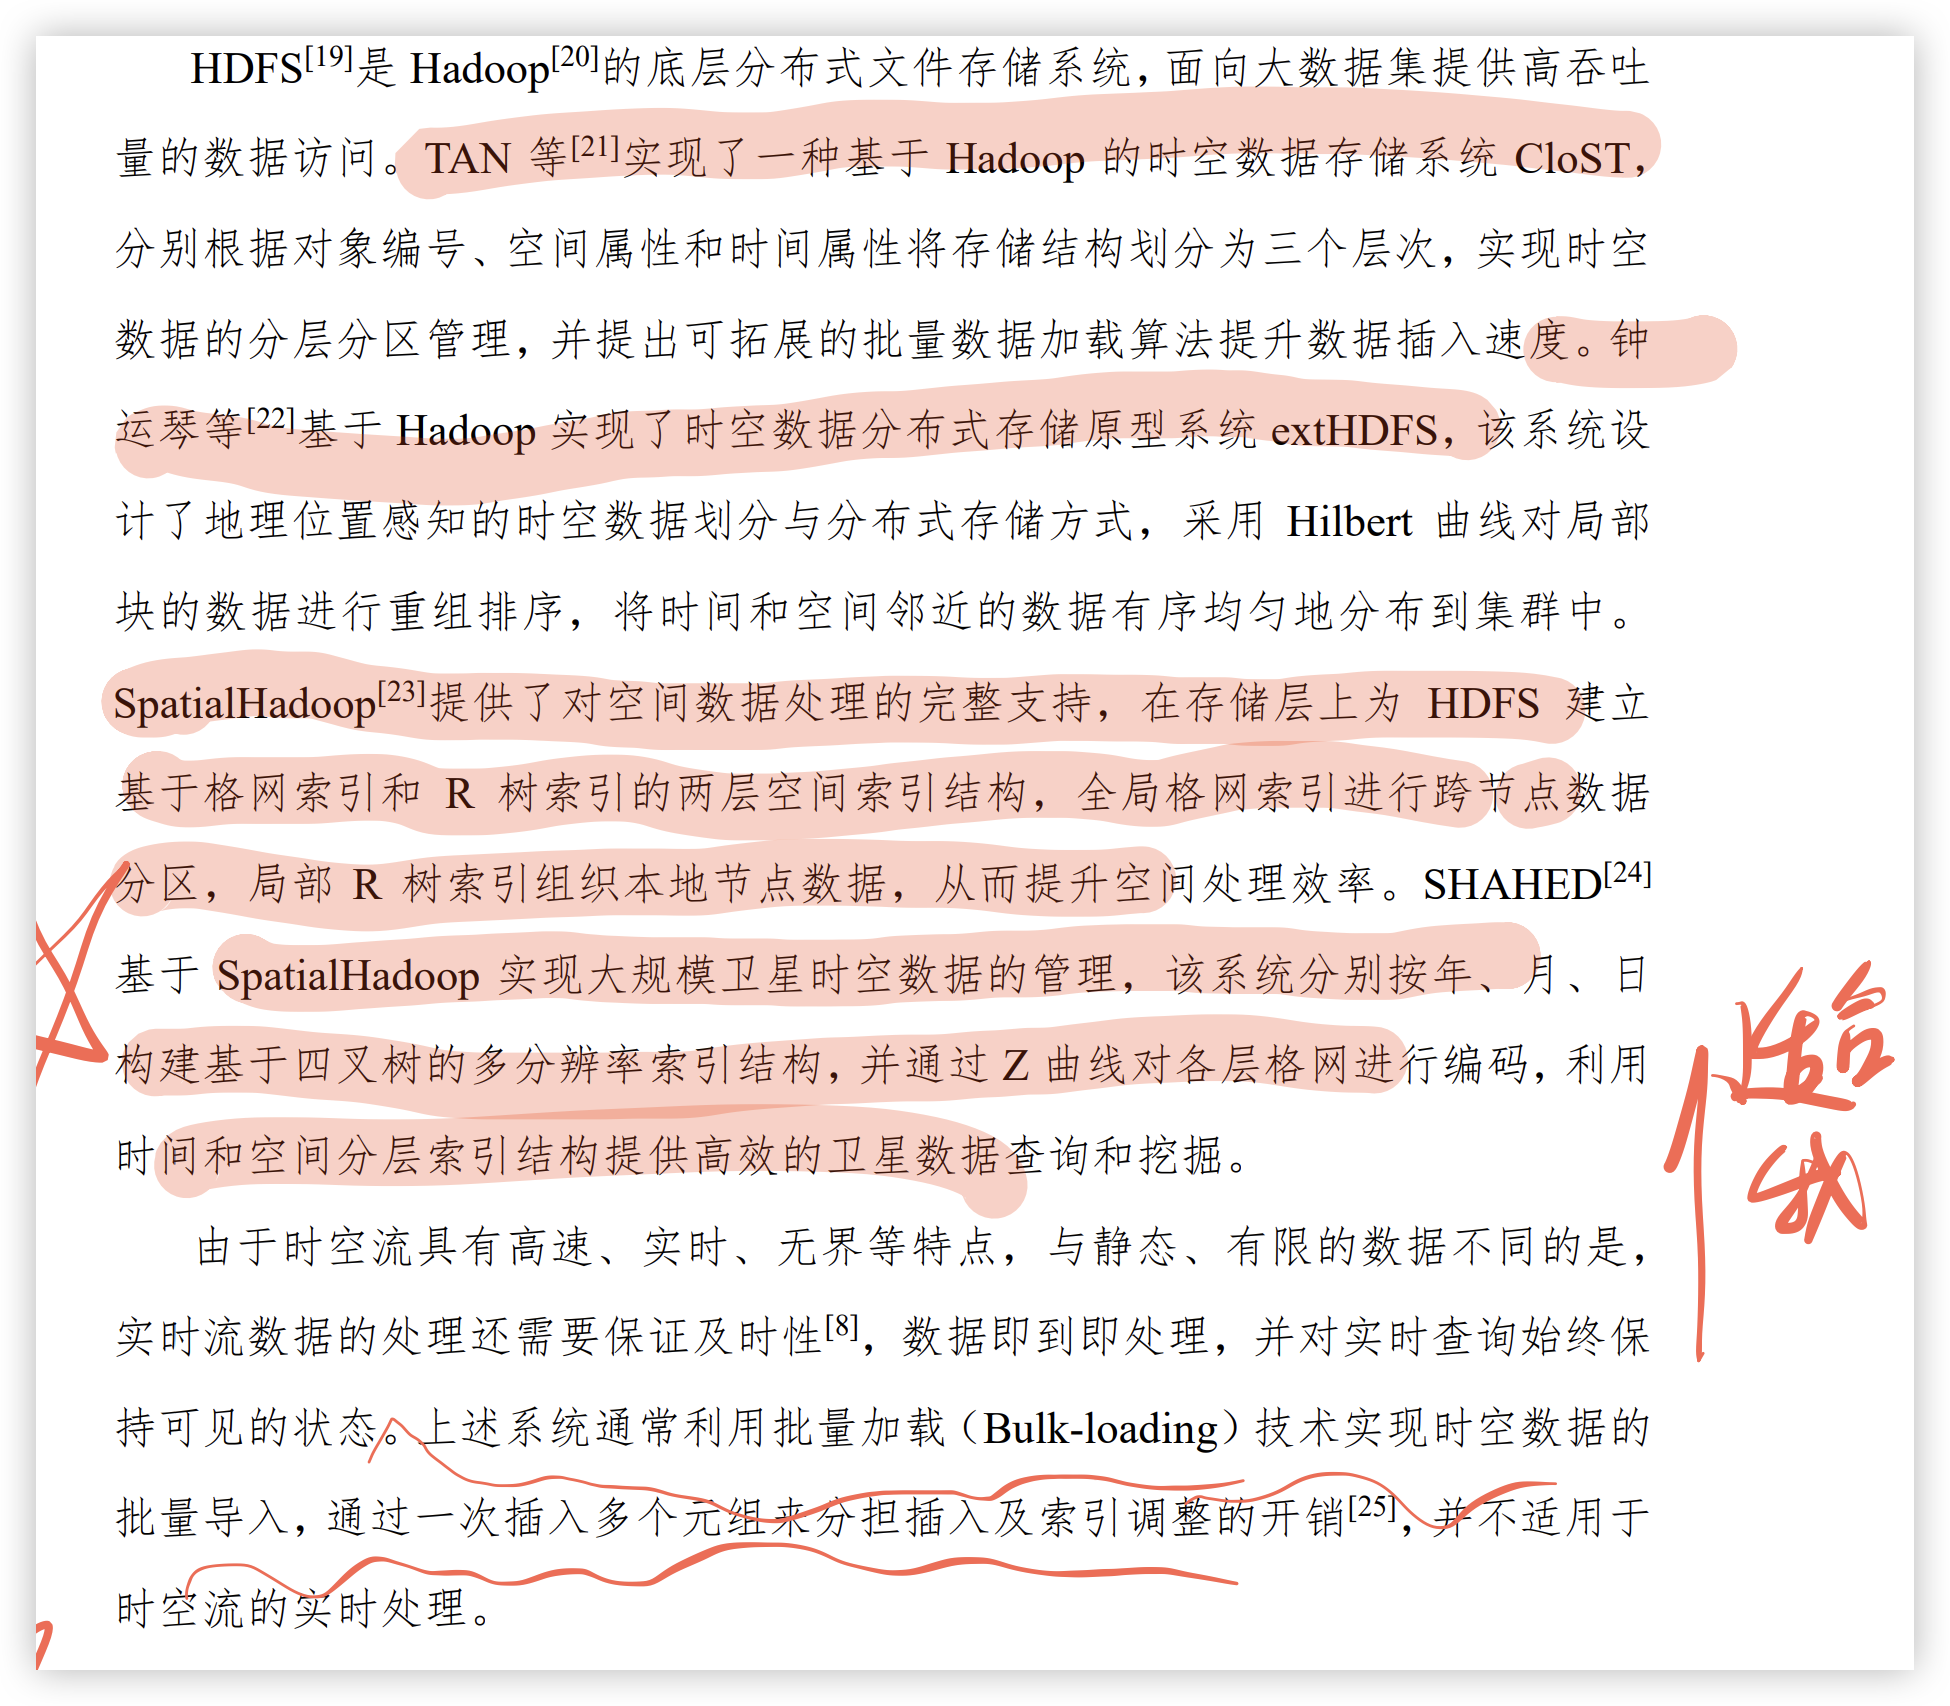 HDFS[19]是 Hadoop[20]的底层分布式文件存储系统，面向大数据集提供高吞吐
量的数据访问。TAN 等[21]实现了一种基于 Hadoop 的时空数据存储系统 CloST，
分别根据对象编号、空间属性和时间属性将存储结构划分为三个层次，实现时空
数据的分层分区管理，并提出可拓展的批量数据加载算法提升数据插入速度。钟
运琴等[22]基于 Hadoop 实现了时空数据分布式存储原型系统 extHDFS，该系统设
计了地理位置感知的时空数据划分与分布式存储方式，采用 Hilbert 曲线对局部
块的数据进行重组排序，将时间和空间邻近的数据有序均匀地分布到集群中。
SpatialHadoop[23]提供了对空间数据处理的完整支持，在存储层上为 HDFS 建立
基于格网索引和 R 树索引的两层空间索引结构，全局格网索引进行跨节点数据
分区，局部 R 树索引组织本地节点数据，从而提升空间处理效率。SHAHED[24]
基于 SpatialHadoop 实现大规模卫星时空数据的管理，该系统分别按年、月、日
构建基于四叉树的多分辨率索引结构，并通过 Z 曲线对各层格网进行编码，利用
时间和空间分层索引结构提供高效的卫星数据查询和挖掘。
由于时空流具有高速、实时、无界等特点，与静态、有限的数据不同的是，
实时流数据的处理还需要保证及时性[8]，数据即到即处理，并对实时查询始终保
持可见的状态。上述系统通常利用批量加载（Bulk-loading）技术实现时空数据的
批量导入，通过一次插入多个元组来分担插入及索引调整的开销[25]，并不适用于
时空流的实时处理。